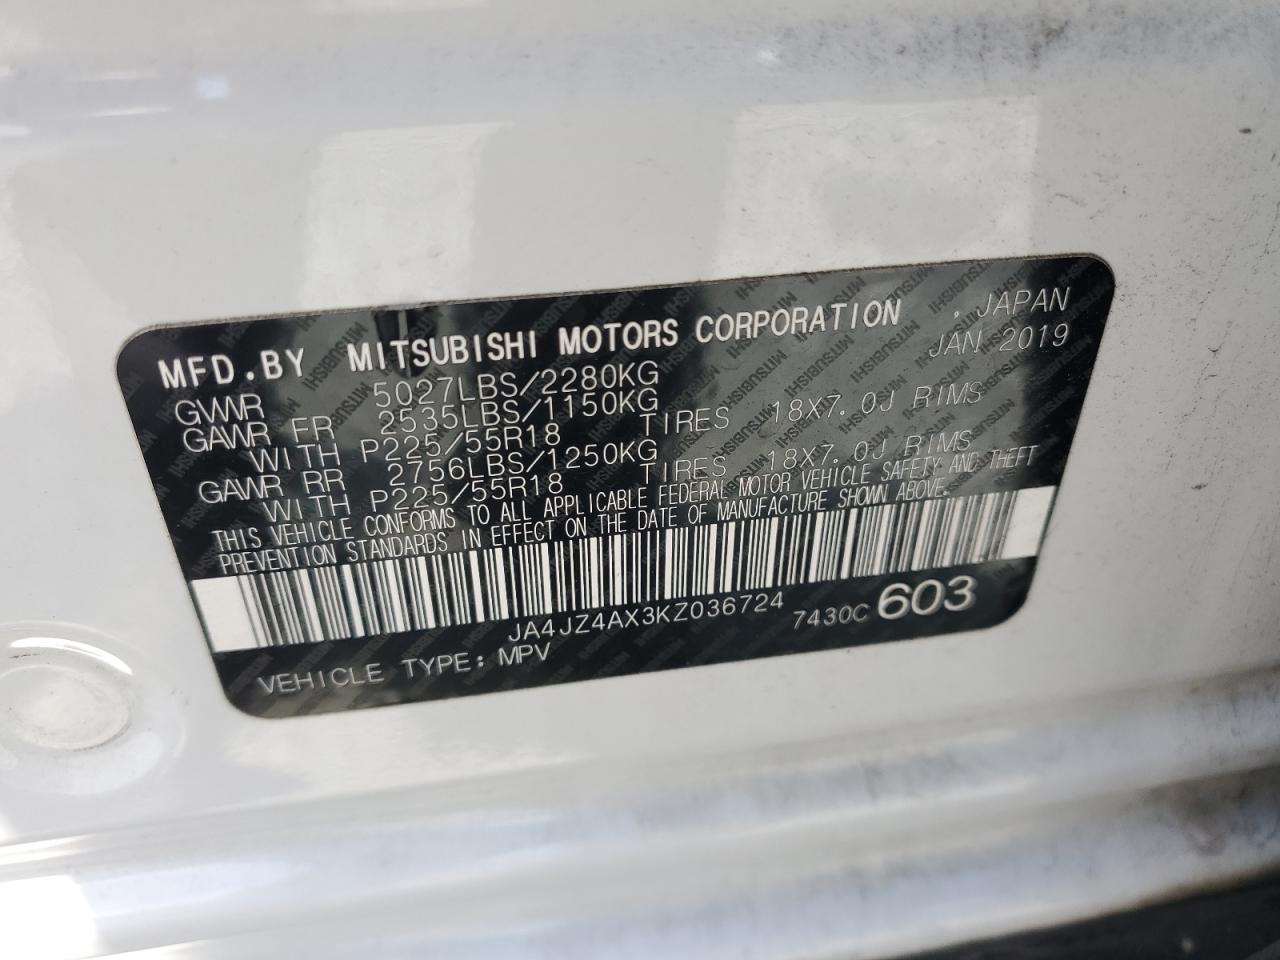 MFD.BY MITSUBISHI MOTORS CORPORATION , JAPAN
GVWR 5027LBS/2280KG JAN 2019
GAWR FR 2535LBS/1150KG
WITH P225/55R18 TIRES 18X7.0J RIMS
GAWR RR 2756LBS/1250KG
WITH P225/55R18 TIRES 18X7.0J RIMS
THIS VEHICLE CONFORMS TO ALL APPLICABLE FEDERAL MOTOR VEHICLE SAFETY AND THEFT
PREVENTION STANDARDS IN EFFECT ON THE DATE OF MANUFACTURE SHOWN ABOVE.
JA4JZ4AX3KZ036724 7430C 603
VEHICLE TYPE: MPV